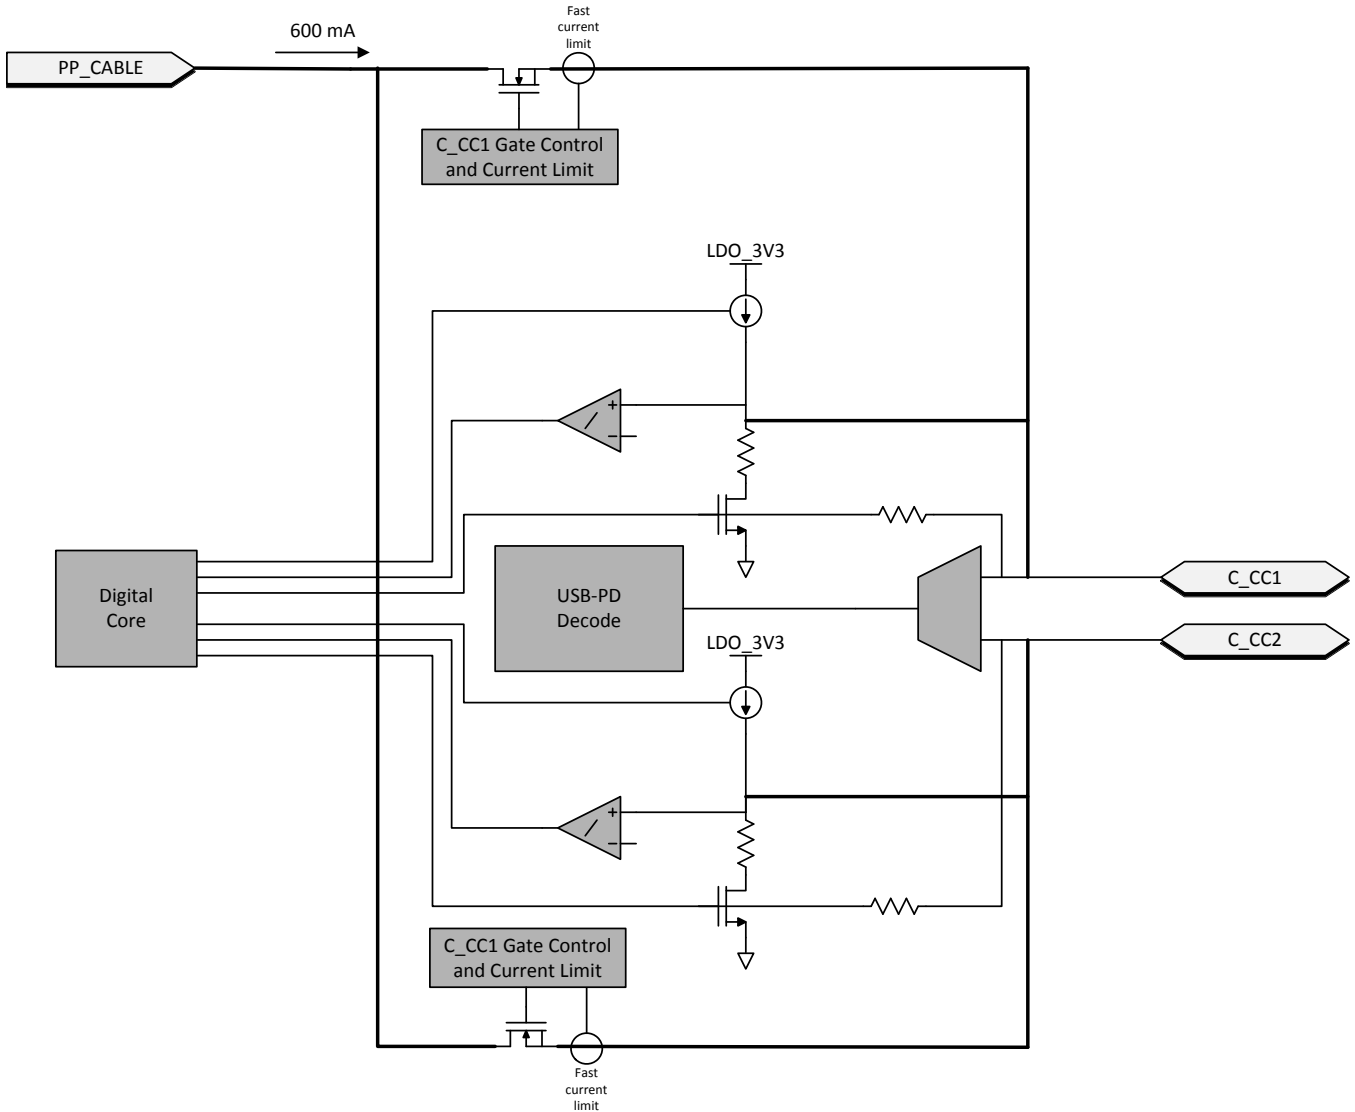 Fast
current
limit
600 mA
PP_CABLE
C_CC1 Gate Control
and Current Limit
LDO_3V3
+
−
Digital
Core
USB-PD
Decode
C_CC1
C_CC2
LDO_3V3
+
−
C_CC1 Gate Control
and Current Limit
Fast
current
limit